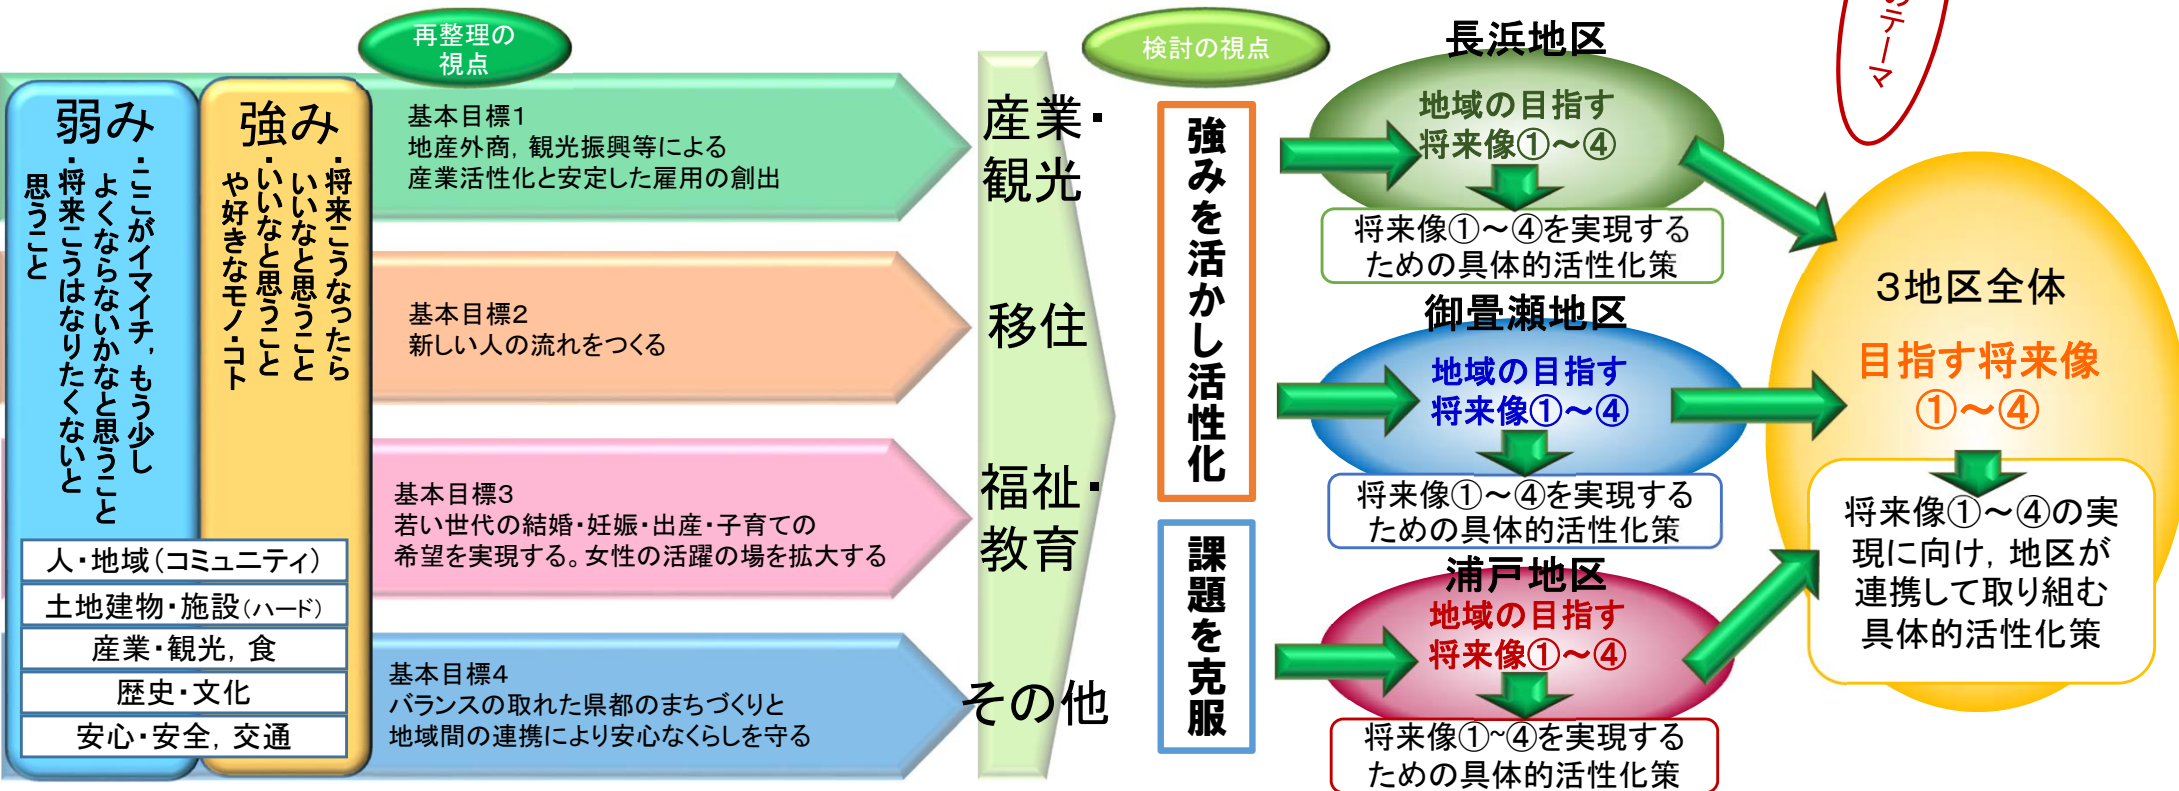 弱み
・ここがイマイチ，もう少し
よくならないかなと思うこと
・将来こうはなりたくないと
思うこと
強み
・将来こうなったら
いいなと思うこと
・いいなと思うこと
や好きなモノ・コト
人・地域（コミュニティ）
土地建物・施設（ハード）
産業・観光，食
歴史・文化
安心・安全，交通
再整理の
視点
基本目標１
地産外商，観光振興等による
産業活性化と安定した雇用の創出
基本目標２
新しい人の流れをつくる
基本目標３
若い世代の結婚・妊娠・出産・子育ての
希望を実現する。女性の活躍の場を拡大する
基本目標４
バランスの取れた県都のまちづくりと
地域間の連携により安心なくらしを守る
産業・
観光
移住
福祉・
教育
その他
検討の視点
強みを活かし活性化
課題を克服
長浜地区
地域の目指す
将来像①～④
将来像①～④を実現する
ための具体的活性化策
御畳瀬地区
地域の目指す
将来像①～④
将来像①～④を実現する
ための具体的活性化策
浦戸地区
地域の目指す
将来像①～④
将来像①~④を実現する
ための具体的活性化策
のテーマ
３地区全体
目指す将来像
①～④
将来像①～④の実
現に向け，地区が
連携して取り組む
具体的活性化策